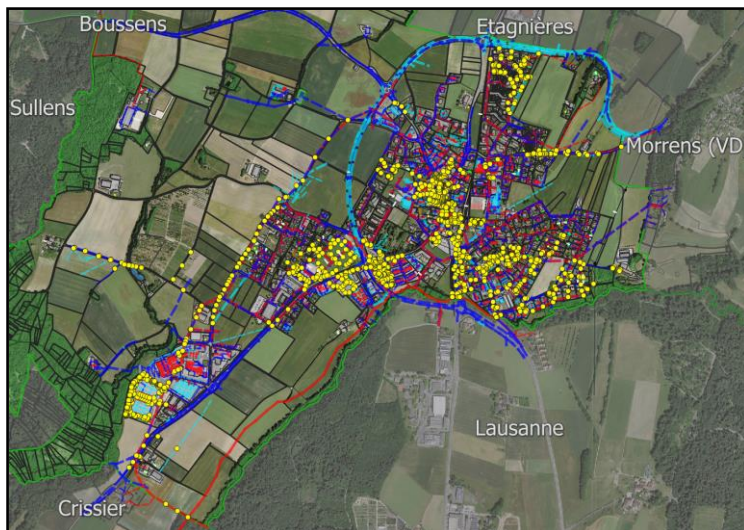 Boussens
Etagnières
Sullens
Morrens (VD
Lausanne
Crissier